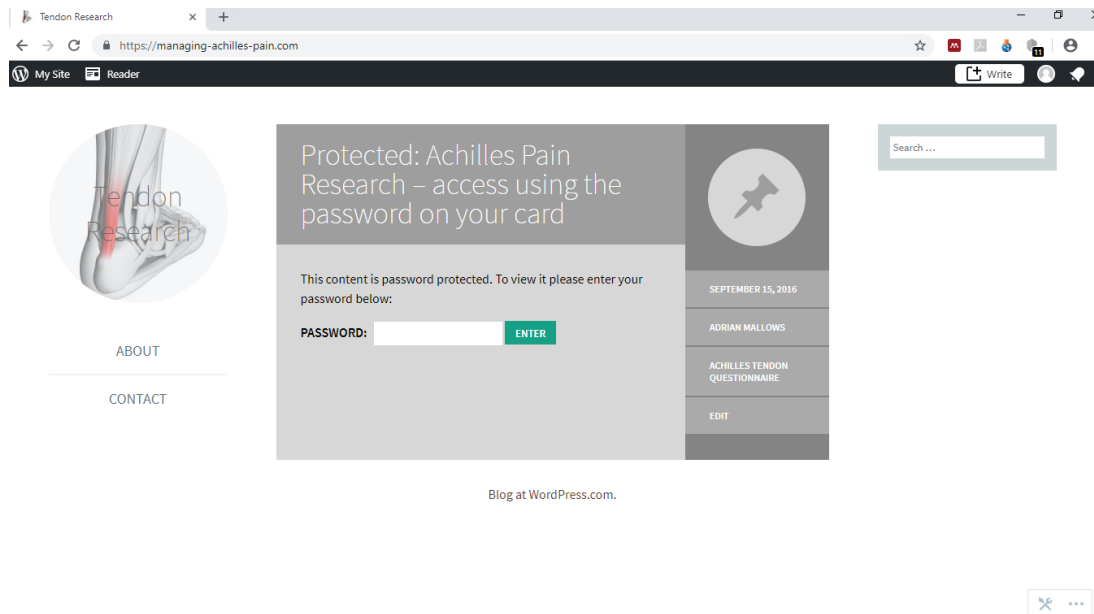 Tendon Research
https://managing-achilles-pain.com
11
My Site
Reader
Write
Tendon
Research
ABOUT
CONTACT
Protected: Achilles Pain
Research – access using the
password on your card
This content is password protected. To view it please enter your
password below:
PASSWORD:
ENTER
SEPTEMBER 15, 2016
ADRIAN MALLOWS
ACHILLES TENDON
QUESTIONNAIRE
EDIT
Search …
Blog at WordPress.com.